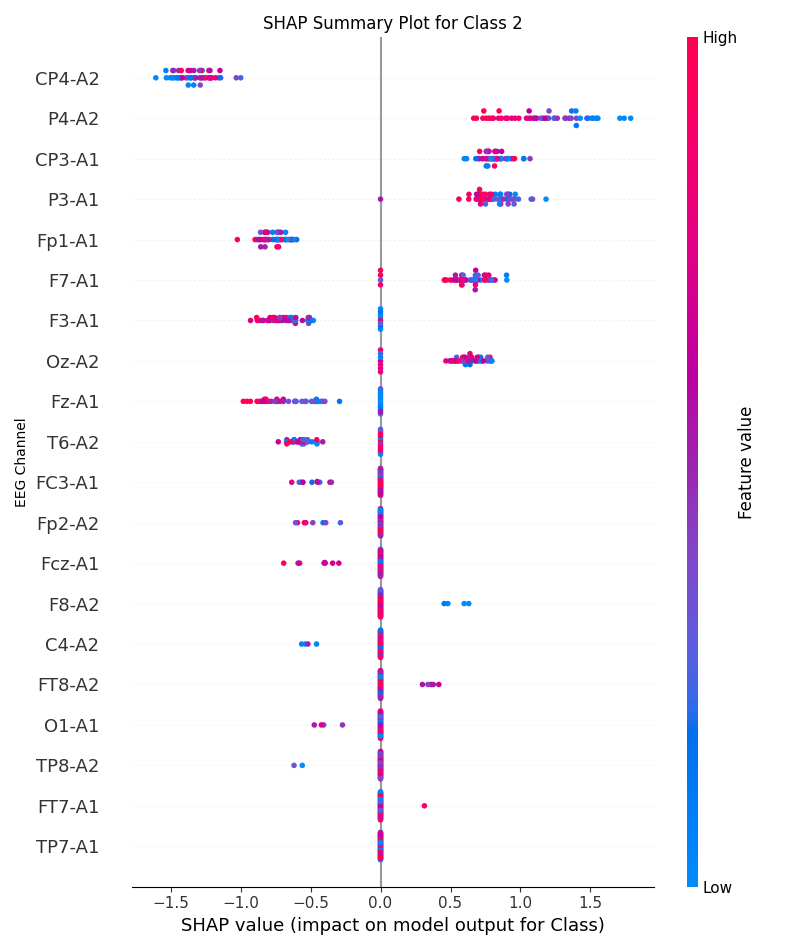 SHAP Summary Plot for Class 2
High
CP4-A2
P4-A2
CP3-A1
P3-A1
Fp1-A1
F7-A1
F3-A1
Oz-A2
Fz-A1
T6-A2
FC3-A1
Fp2-A2
Fcz-A1
F8-A2
C4-A2
FT8-A2
O1-A1
TP8-A2
FT7-A1
TP7-A1
EEG Channel
Feature value
Low
−1.5 −1.0 −0.5 0.0 0.5 1.0 1.5
SHAP value (impact on model output for Class)